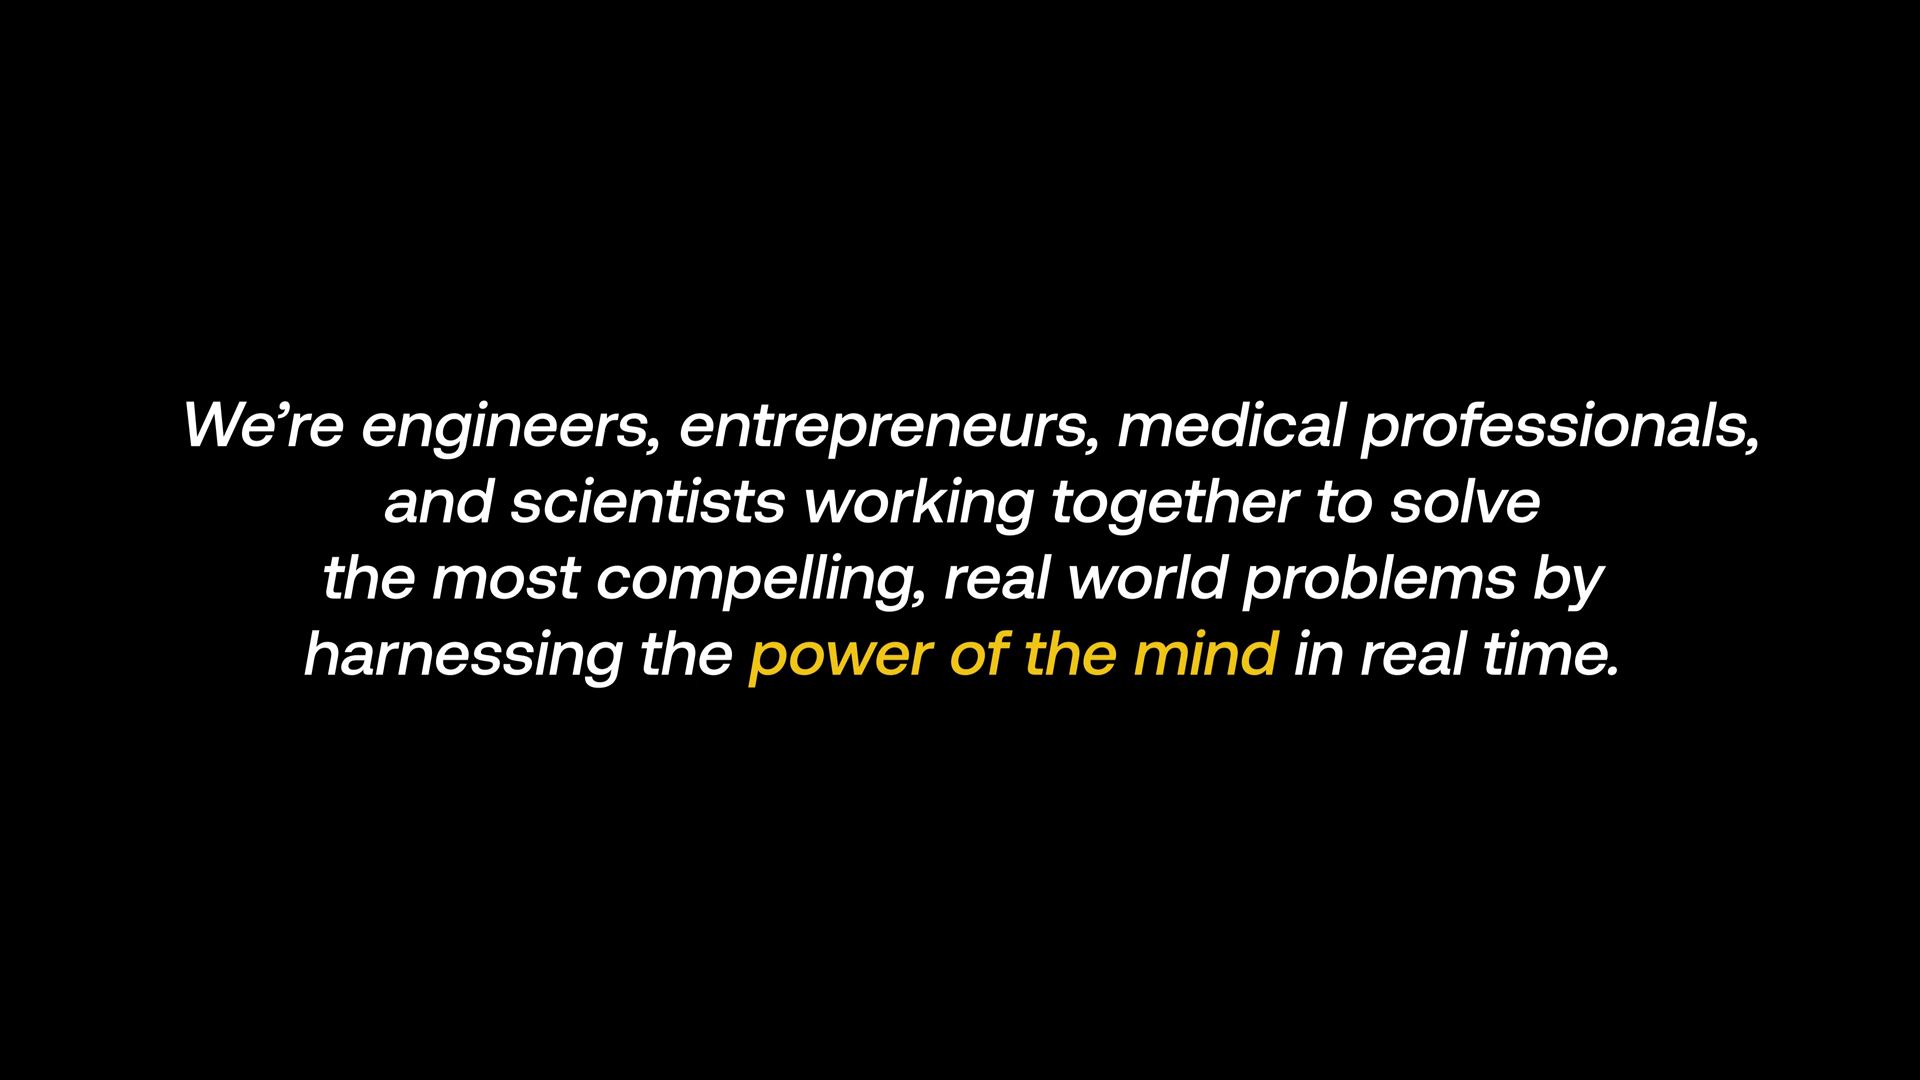 We’re engineers, entrepreneurs, medical professionals,
and scientists working together to solve
the most compelling, real world problems by
harnessing the power of the mind in real time.